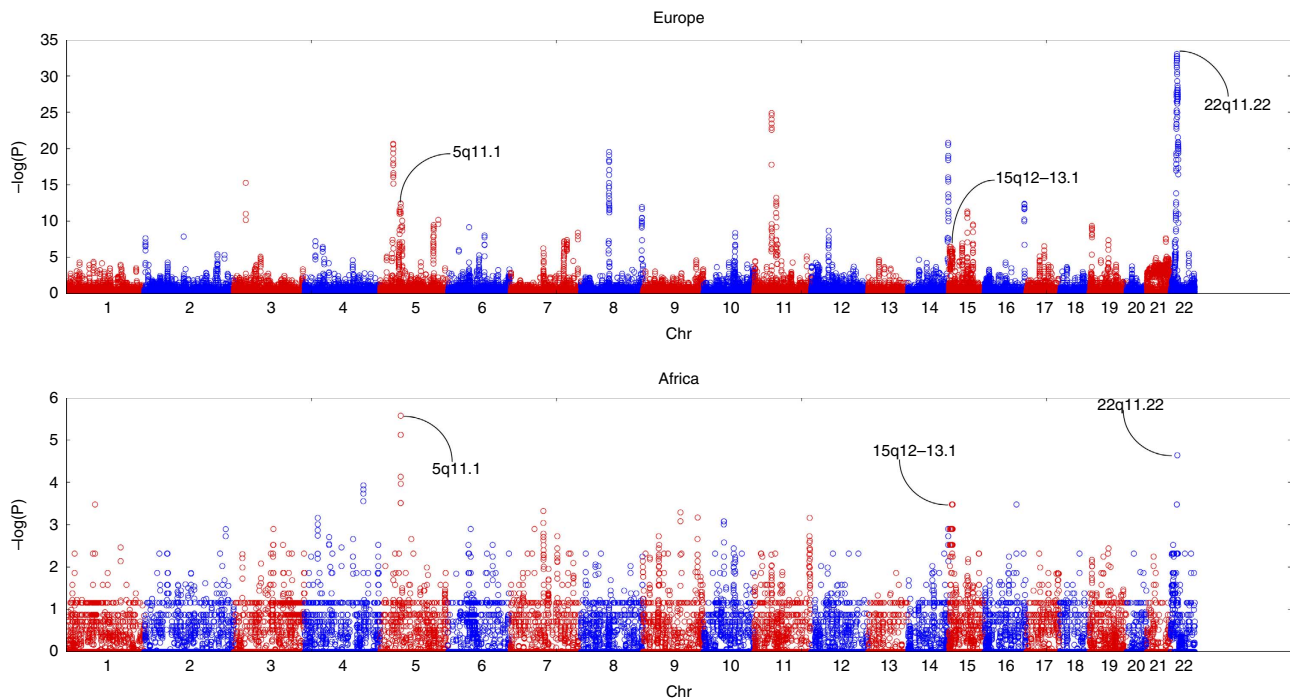 Europe
35
30
25
20
15
10
5
0
–log(P)
5q11.1
15q12–13.1
22q11.22
1 2 3 4 5 6 7 8 9 10 11 12 13 14 15 16 17 18 19 20 21 22
Chr
Africa
6
5
4
3
2
1
0
–log(P)
5q11.1
15q12–13.1
22q11.22
1 2 3 4 5 6 7 8 9 10 11 12 13 14 15 16 17 18 19 20 21 22
Chr